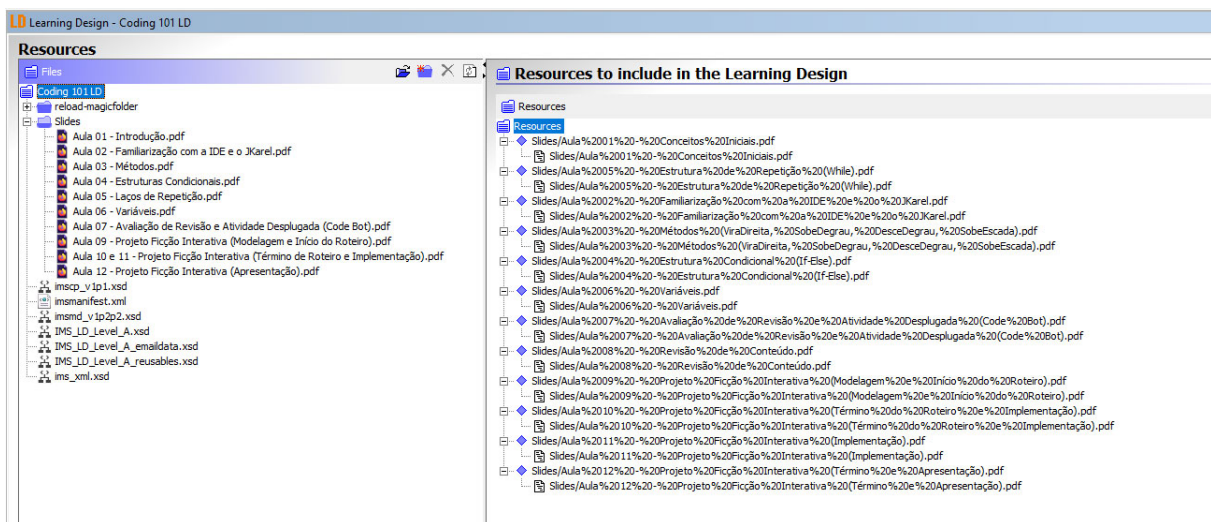 LD Learning Design - Coding 101 LD
Resources
Files
Coding 101 LD
reload-magicfolder
Slides
Aula 01 - Introdução.pdf
Aula 02 - Familiarização com a IDE e o JKarel.pdf
Aula 03 - Métodos.pdf
Aula 04 - Estruturas Condicionais.pdf
Aula 05 - Laços de Repetição.pdf
Aula 06 - Variáveis.pdf
Aula 07 - Avaliação de Revisão e Atividade Desplugada (Code Bot).pdf
Aula 09 - Projeto Ficção Interativa (Modelagem e Início do Roteiro).pdf
Aula 10 e 11 - Projeto Ficção Interativa (Término de Roteiro e Implementação).pdf
Aula 12 - Projeto Ficção Interativa (Apresentação).pdf
imscp_v1p1.xsd
imsmanifest.xml
imsmd_v1p2p2.xsd
IMS_LD_Level_A.xsd
IMS_LD_Level_A_emaildata.xsd
IMS_LD_Level_A_reusables.xsd
ims_xml.xsd
Resources to include in the Learning Design
Resources
Resources
Slides/Aula%2001%20-%20Conceitos%20Iniciais.pdf
Slides/Aula%2001%20-%20Conceitos%20Iniciais.pdf
Slides/Aula%2005%20-%20Estrutura%20de%20Repetição%20(While).pdf
Slides/Aula%2005%20-%20Estrutura%20de%20Repetição%20(While).pdf
Slides/Aula%2002%20-%20Familiarização%20com%20a%20IDE%20e%20o%20JKarel.pdf
Slides/Aula%2002%20-%20Familiarização%20com%20a%20IDE%20e%20o%20JKarel.pdf
Slides/Aula%2003%20-%20Métodos%20(ViraDireita,%20SobeDegrau,%20DesceDegrau,%20SobeEscada).pdf
Slides/Aula%2003%20-%20Métodos%20(ViraDireita,%20SobeDegrau,%20DesceDegrau,%20SobeEscada).pdf
Slides/Aula%2004%20-%20Estrutura%20Condicional%20(If-Else).pdf
Slides/Aula%2004%20-%20Estrutura%20Condicional%20(If-Else).pdf
Slides/Aula%2006%20-%20Variáveis.pdf
Slides/Aula%2006%20-%20Variáveis.pdf
Slides/Aula%2007%20-%20Avaliação%20de%20Revisão%20e%20Atividade%20Desplugada%20(Code%20Bot).pdf
Slides/Aula%2007%20-%20Avaliação%20de%20Revisão%20e%20Atividade%20Desplugada%20(Code%20Bot).pdf
Slides/Aula%2008%20-%20Revisão%20de%20Conteúdo.pdf
Slides/Aula%2008%20-%20Revisão%20de%20Conteúdo.pdf
Slides/Aula%2009%20-%20Projeto%20Ficção%20Interativa%20(Modelagem%20e%20Início%20do%20Roteiro).pdf
Slides/Aula%2009%20-%20Projeto%20Ficção%20Interativa%20(Modelagem%20e%20Início%20do%20Roteiro).pdf
Slides/Aula%2010%20-%20Projeto%20Ficção%20Interativa%20(Término%20do%20Roteiro%20e%20Implementação).pdf
Slides/Aula%2010%20-%20Projeto%20Ficção%20Interativa%20(Término%20do%20Roteiro%20e%20Implementação).pdf
Slides/Aula%2011%20-%20Projeto%20Ficção%20Interativa%20(Implementação).pdf
Slides/Aula%2011%20-%20Projeto%20Ficção%20Interativa%20(Implementação).pdf
Slides/Aula%2012%20-%20Projeto%20Ficção%20Interativa%20(Término%20e%20Apresentação).pdf
Slides/Aula%2012%20-%20Projeto%20Ficção%20Interativa%20(Término%20e%20Apresentação).pdf